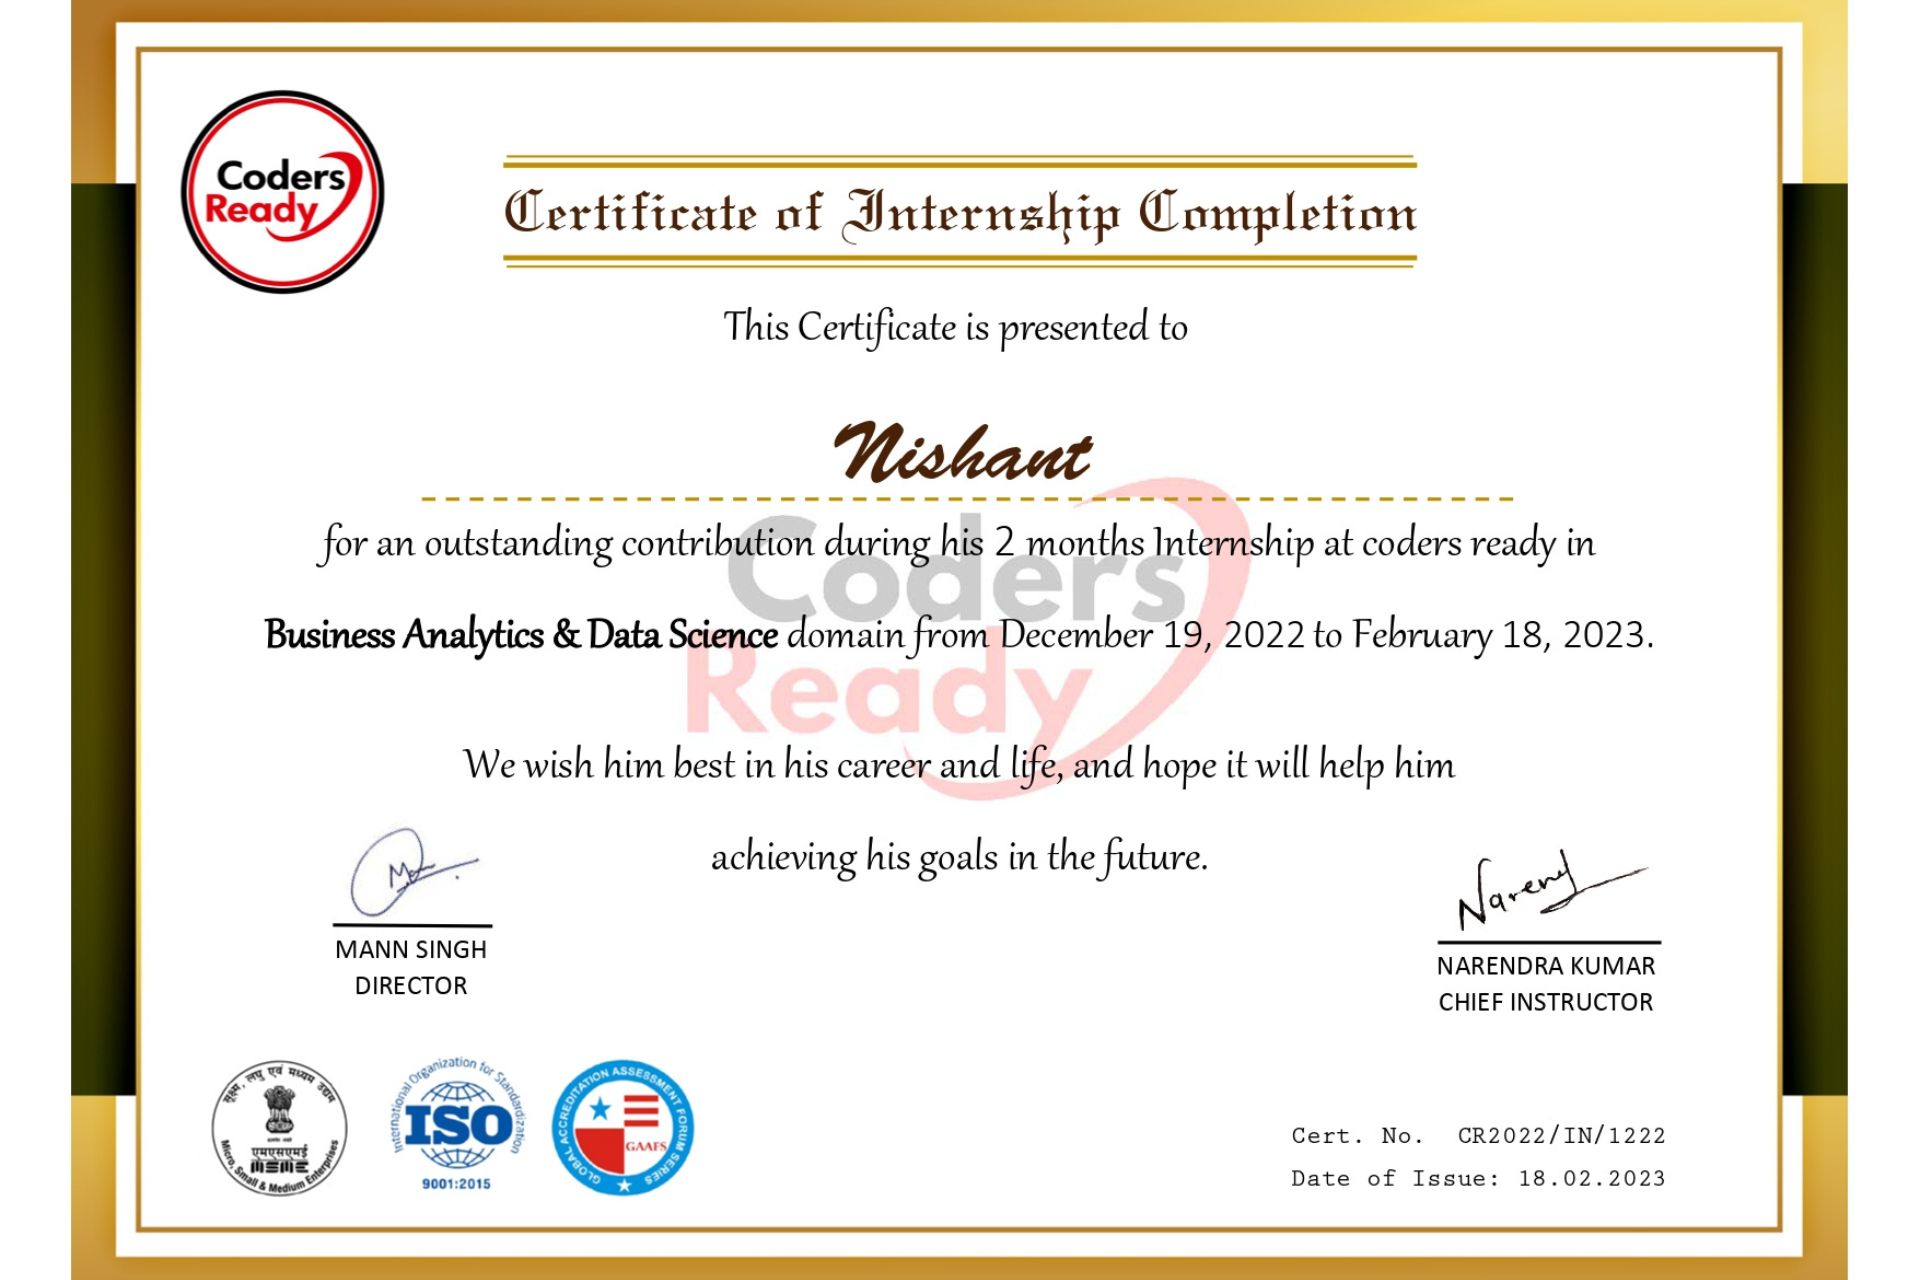 Coders
Ready
Certificate of Internship Completion
This Certificate is presented to
Nishant
for an outstanding contribution during his 2 months Internship at coders ready in
Business Analytics & Data Science domain from December 19, 2022 to February 18, 2023.
Coders
Ready
We wish him best in his career and life, and hope it will help him
achieving his goals in the future.
Narend
MANN SINGH
DIRECTOR
NARENDRA KUMAR
CHIEF INSTRUCTOR
सूक्ष्म, लघु एवं मध्यम उद्यम
एमएसएमई
MSME
Micro, Small & Medium Enterprises
International Organization for Standardization
ISO
9001:2015
GLOBAL ACCREDITATION ASSESSMENT FORUM SERIES
GAAFS
Cert. No. CR2022/IN/1222
Date of Issue: 18.02.2023